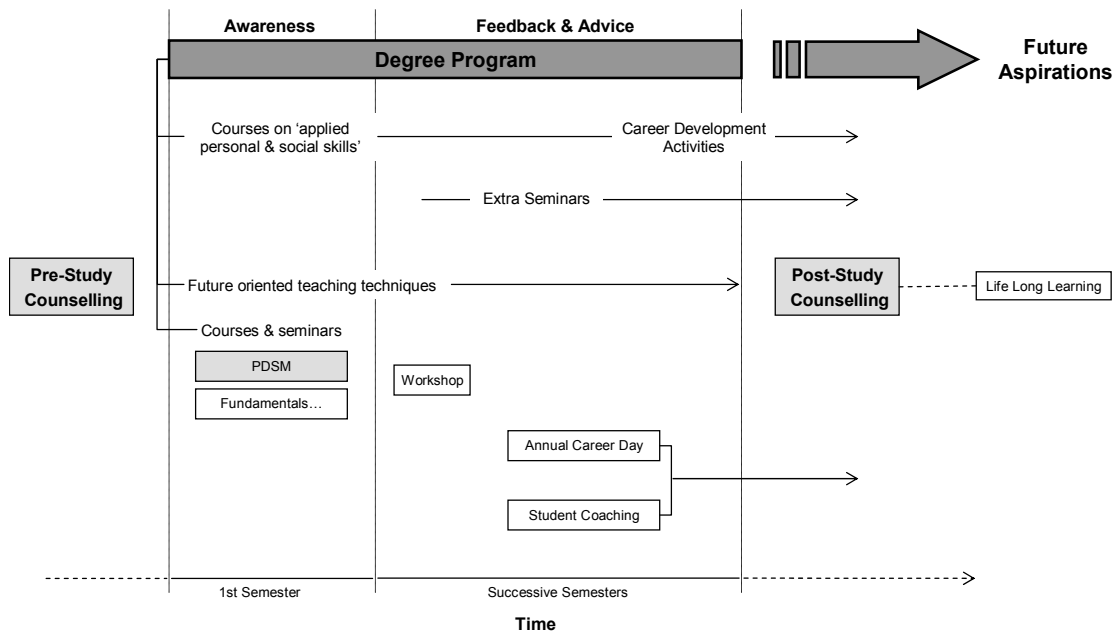 Awareness
Feedback & Advice
Degree Program
Future
Aspirations
Courses on ‘applied
personal & social skills’
Career Development
Activities
Extra Seminars
Pre-Study
Counselling
Future oriented teaching techniques
Post-Study
Counselling
Life Long Learning
Courses & seminars
PDSM
Workshop
Fundamentals…
Annual Career Day
Student Coaching
1st Semester
Successive Semesters
Time